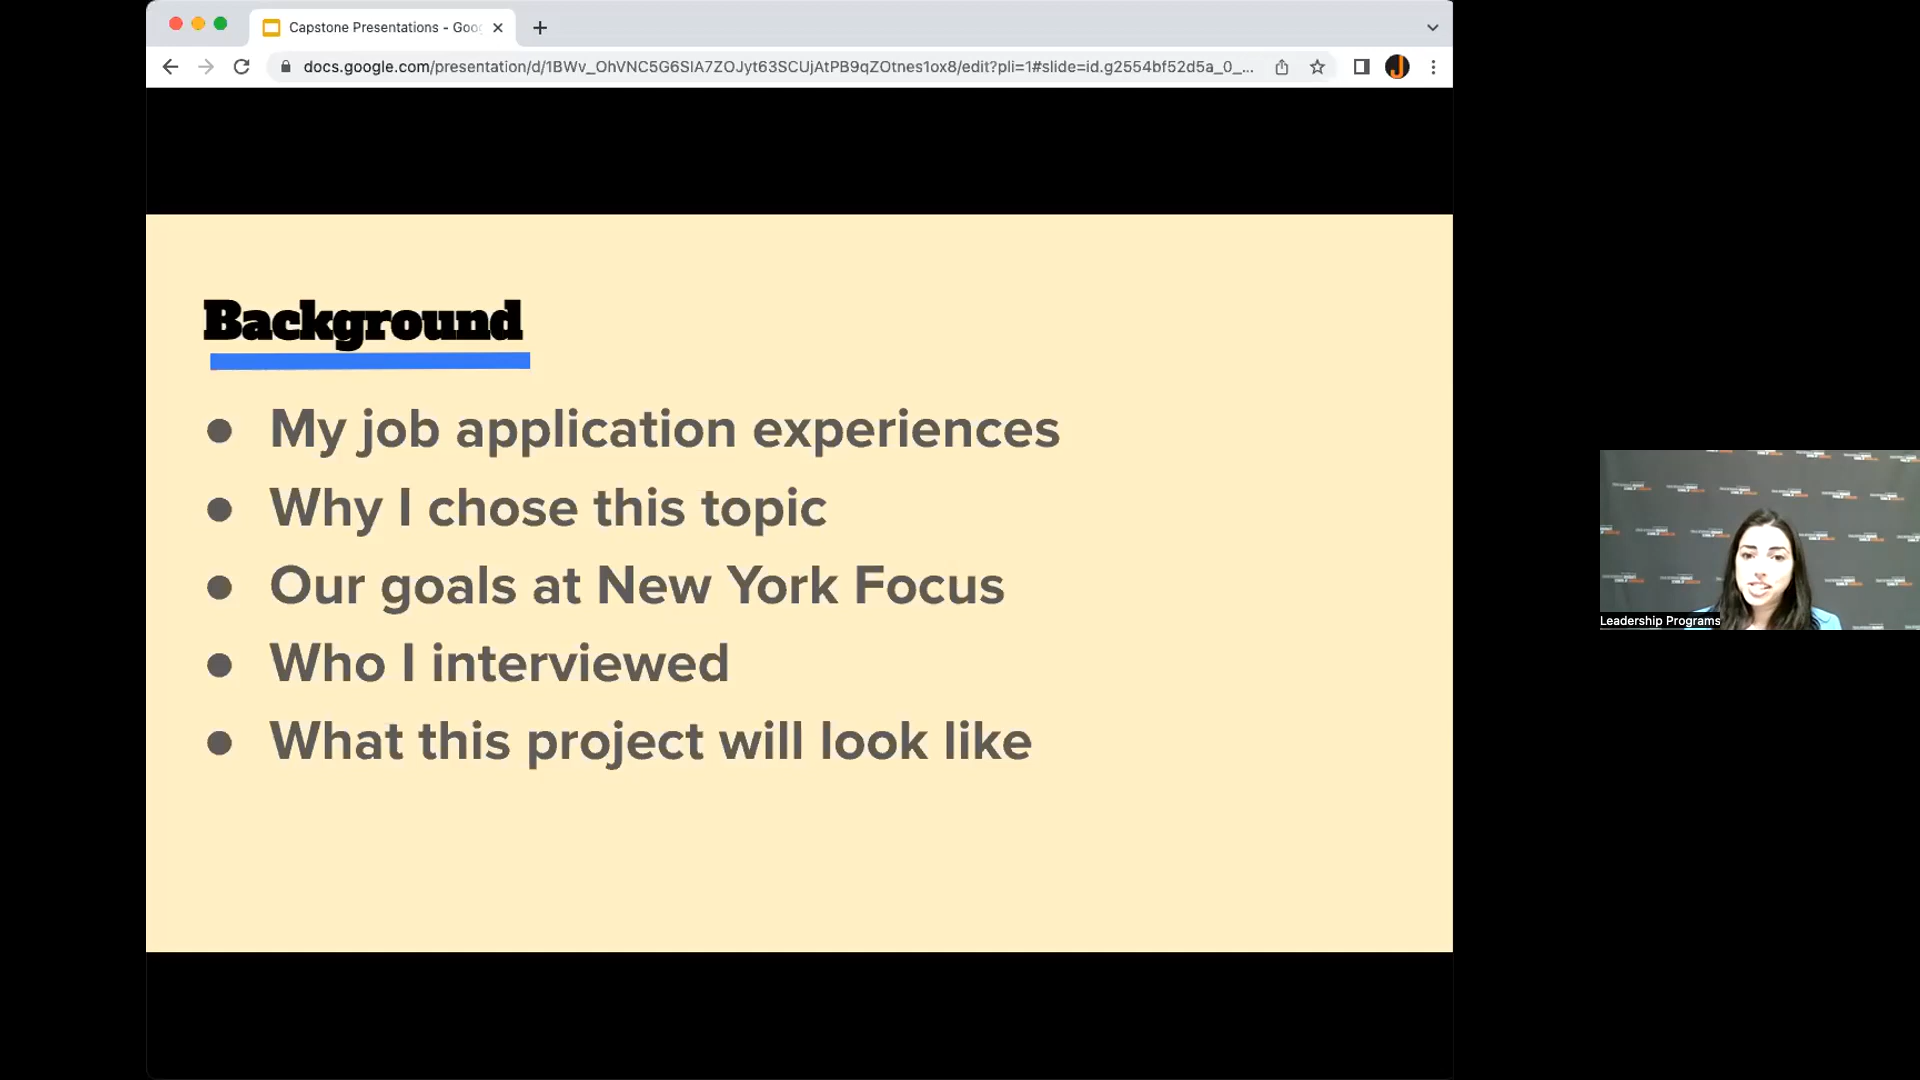 Capstone Presentations - Goo
docs.google.com/presentation/d/1BWv_OhVNC5G6SlA7ZOJyt63SCUjAtPB9qZOtnes1ox8/edit?pli=1#slide=id.g2554bf52d5a_0_...
Background
● My job application experiences
● Why I chose this topic
● Our goals at New York Focus
● Who I interviewed
● What this project will look like
Leadership Programs